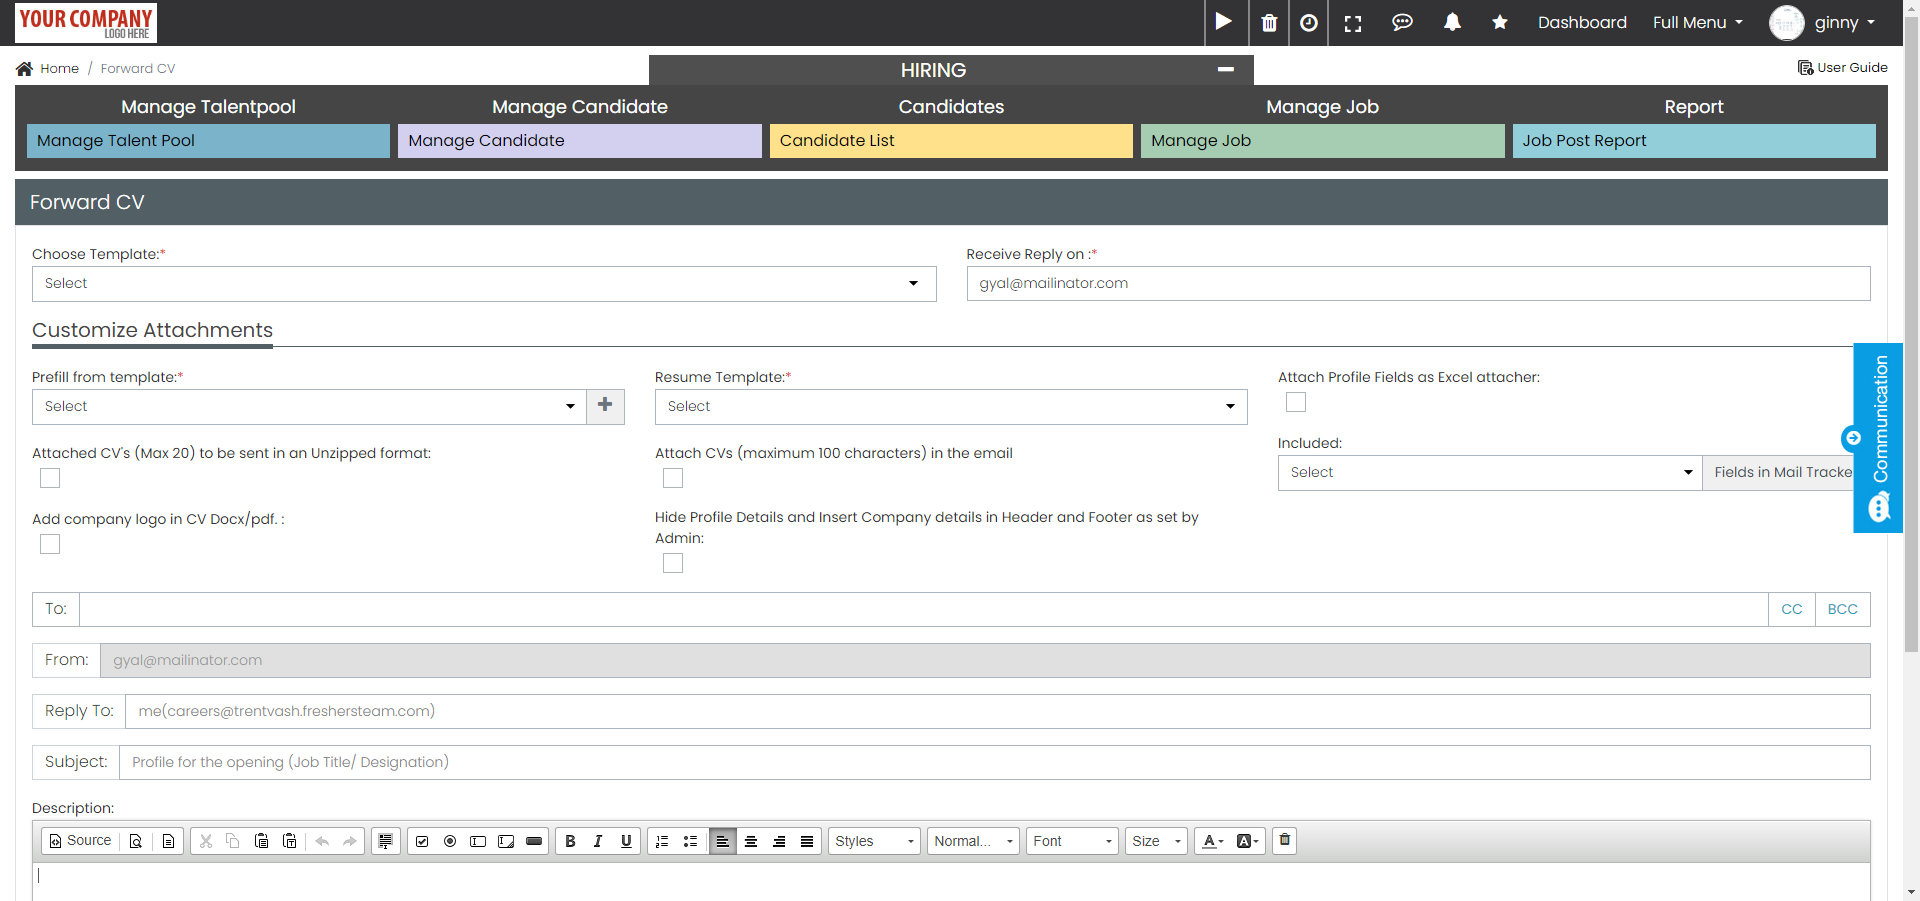 YOUR COMPANY
LOGO HERE
Dashboard
Full Menu
ginny
Home / Forward CV
HIRING
User Guide
Manage Talentpool
Manage Candidate
Candidates
Manage Job
Report
Manage Talent Pool
Manage Candidate
Candidate List
Manage Job
Job Post Report
Forward CV
Choose Template:*
Receive Reply on :*
Select
gyal@mailinator.com
Customize Attachments
Prefill from template:*
Resume Template:*
Attach Profile Fields as Excel attacher:
Select
Select
Attached CV's (Max 20) to be sent in an Unzipped format:
Attach CVs (maximum 100 characters) in the email
Included:
Select
Fields in Mail Tracke
Communication
Add company logo in CV Docx/pdf. :
Hide Profile Details and Insert Company details in Header and Footer as set by
Admin:
To:
CC
BCC
From:
gyal@mailinator.com
Reply To:
me(careers@trentvash.freshersteam.com)
Subject:
Profile for the opening (Job Title/ Designation)
Description:
Source
B I U
Styles
Normal...
Font
Size
A
A